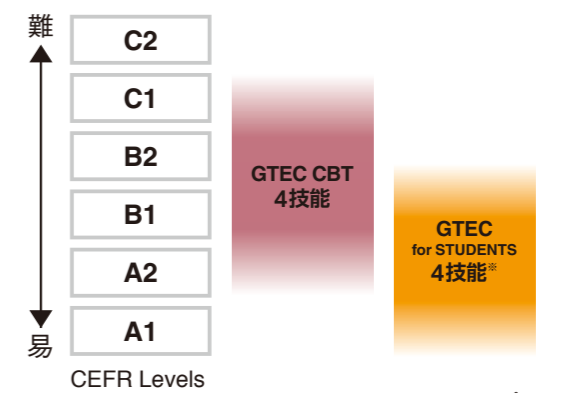 難
C2
C1
B2
B1
A2
A1
易
CEFR Levels
GTEC CBT
4技能
GTEC
for STUDENTS
4技能※